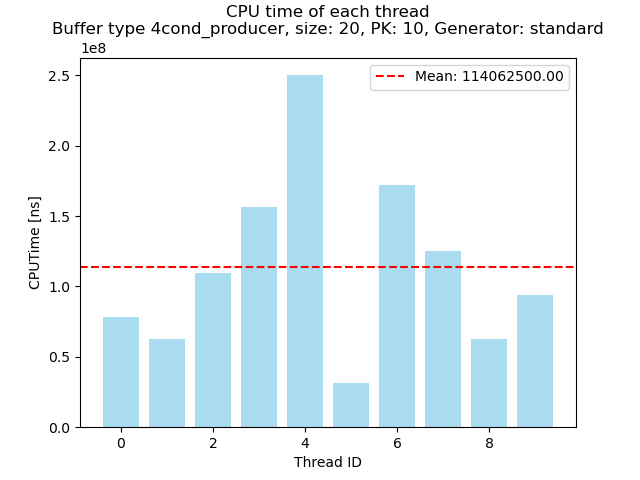 CPU time of each thread
Buffer type 4cond_producer, size: 20, PK: 10, Generator: standard
1e8
Mean: 114062500.00
2.5
2.0
1.5
1.0
0.5
0.0
CPUTime [ns]
0 2 4 6 8
Thread ID